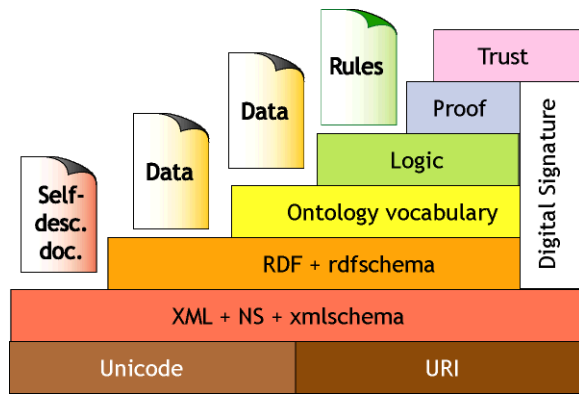 Rules
Trust
Data
Proof
Data
Logic
Self-
desc.
doc.
Ontology vocabulary
Digital Signature
RDF + rdfschema
XML + NS + xmlschema
Unicode
URI